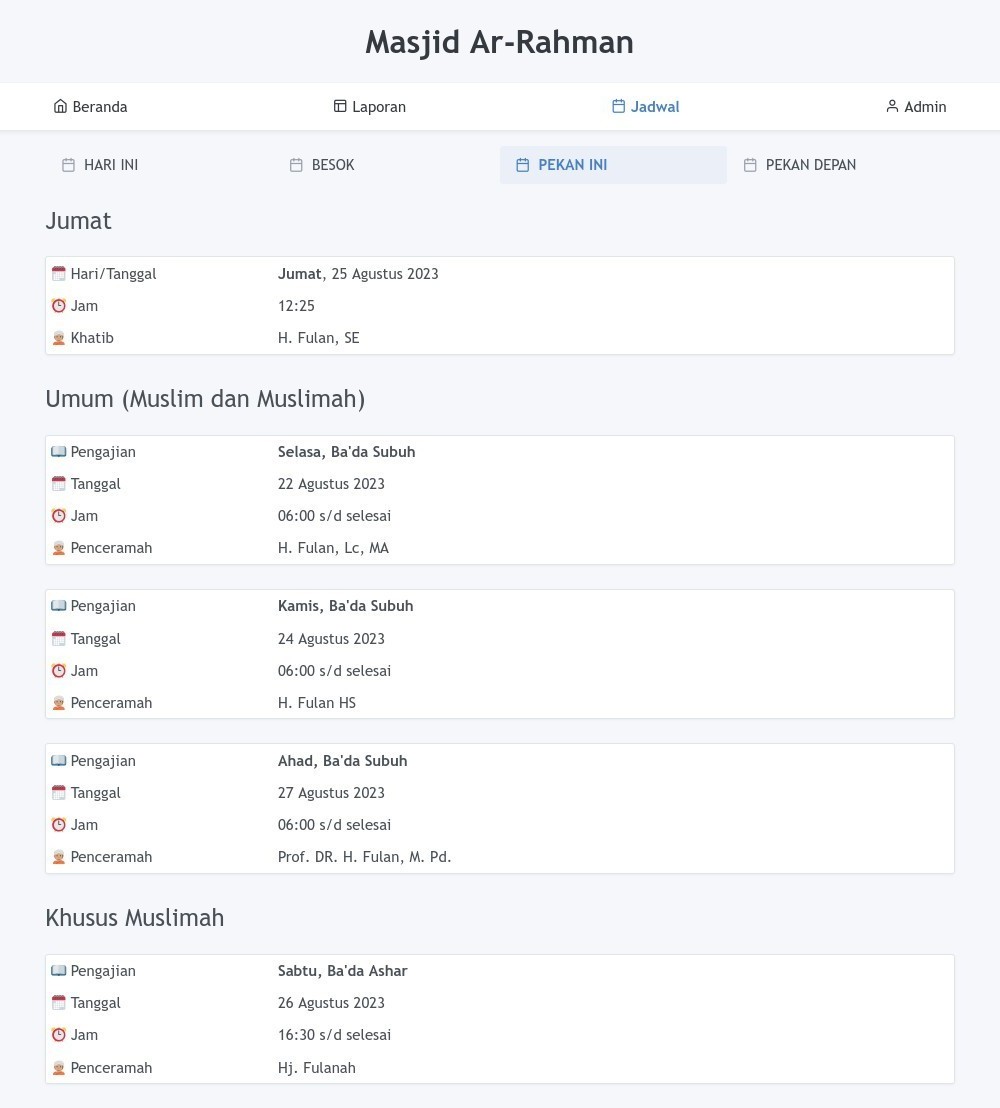 Masjid Ar-Rahman
Beranda Laporan Jadwal Admin
HARI INI BESOK PEKAN INI PEKAN DEPAN
Jumat
Hari/Tanggal Jumat, 25 Agustus 2023
Jam 12:25
Khatib H. Fulan, SE
Umum (Muslim dan Muslimah)
Pengajian Selasa, Ba'da Subuh
Tanggal 22 Agustus 2023
Jam 06:00 s/d selesai
Penceramah H. Fulan, Lc, MA
Pengajian Kamis, Ba'da Subuh
Tanggal 24 Agustus 2023
Jam 06:00 s/d selesai
Penceramah H. Fulan HS
Pengajian Ahad, Ba'da Subuh
Tanggal 27 Agustus 2023
Jam 06:00 s/d selesai
Penceramah Prof. DR. H. Fulan, M. Pd.
Khusus Muslimah
Pengajian Sabtu, Ba'da Ashar
Tanggal 26 Agustus 2023
Jam 16:30 s/d selesai
Penceramah Hj. Fulanah